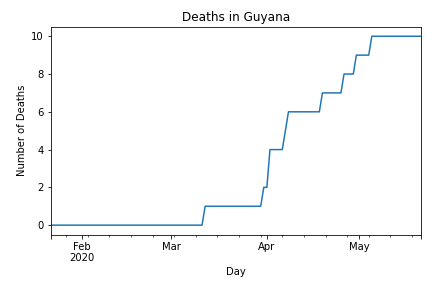 Deaths in Guyana
10
8
6
4
2
0
Number of Deaths
Feb
2020
Mar
Apr
May
Day